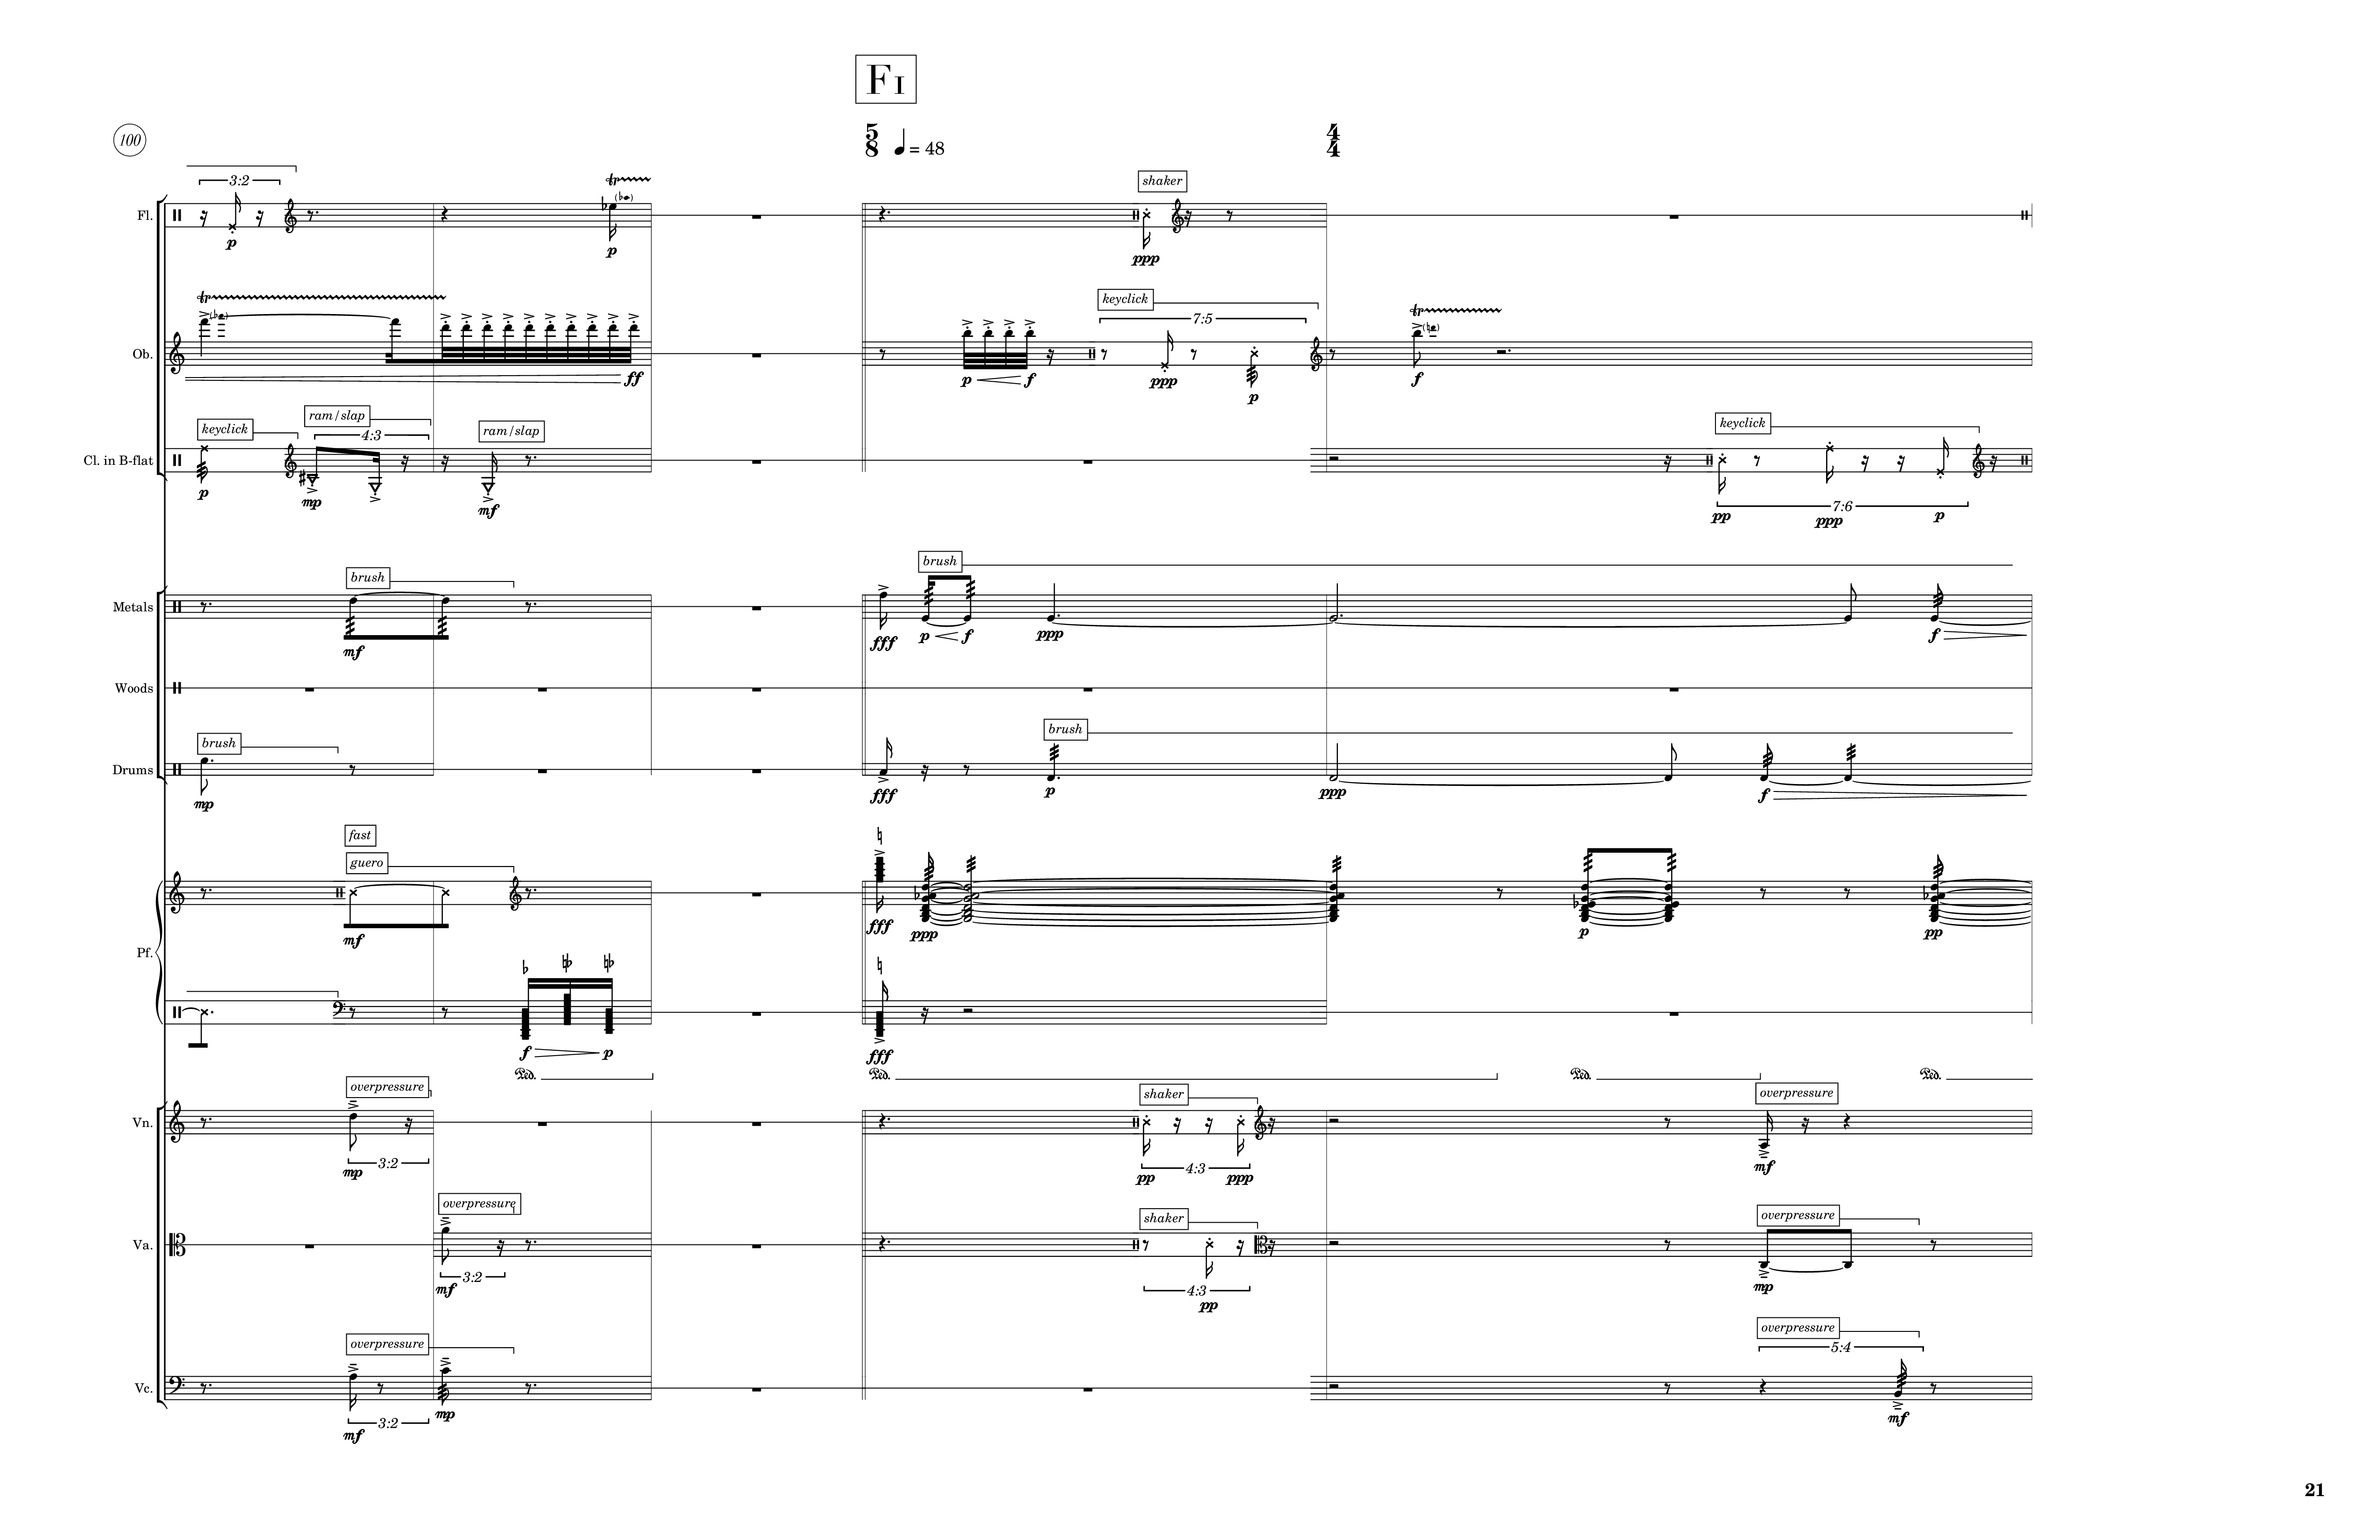 F1
100
5
8
= 48
4
4
Fl.
3:2
p
p
shaker
ppp
Ob.
tr
ff
p
f
keyclick
7:5
ppp
p
f
Cl. in B-flat
keyclick
p
ram/slap
4:3
mp
ram/slap
mf
keyclick
7:6
pp
ppp
p
Metals
brush
mf
fff
brush
p
f
ppp
f
Woods
Drums
brush
mp
fff
brush
p
ppp
f
Pf.
fast
guero
mf
fff
ppp
p
pp
f
p
fff
Ped.
Ped.
Ped.
Ped.
Vn.
overpressure
mp
3:2
shaker
pp
4:3
ppp
overpressure
mf
Va.
overpressure
mf
3:2
shaker
4:3
pp
overpressure
mp
Vc.
overpressure
mf
3:2
mp
overpressure
5:4
mf
21